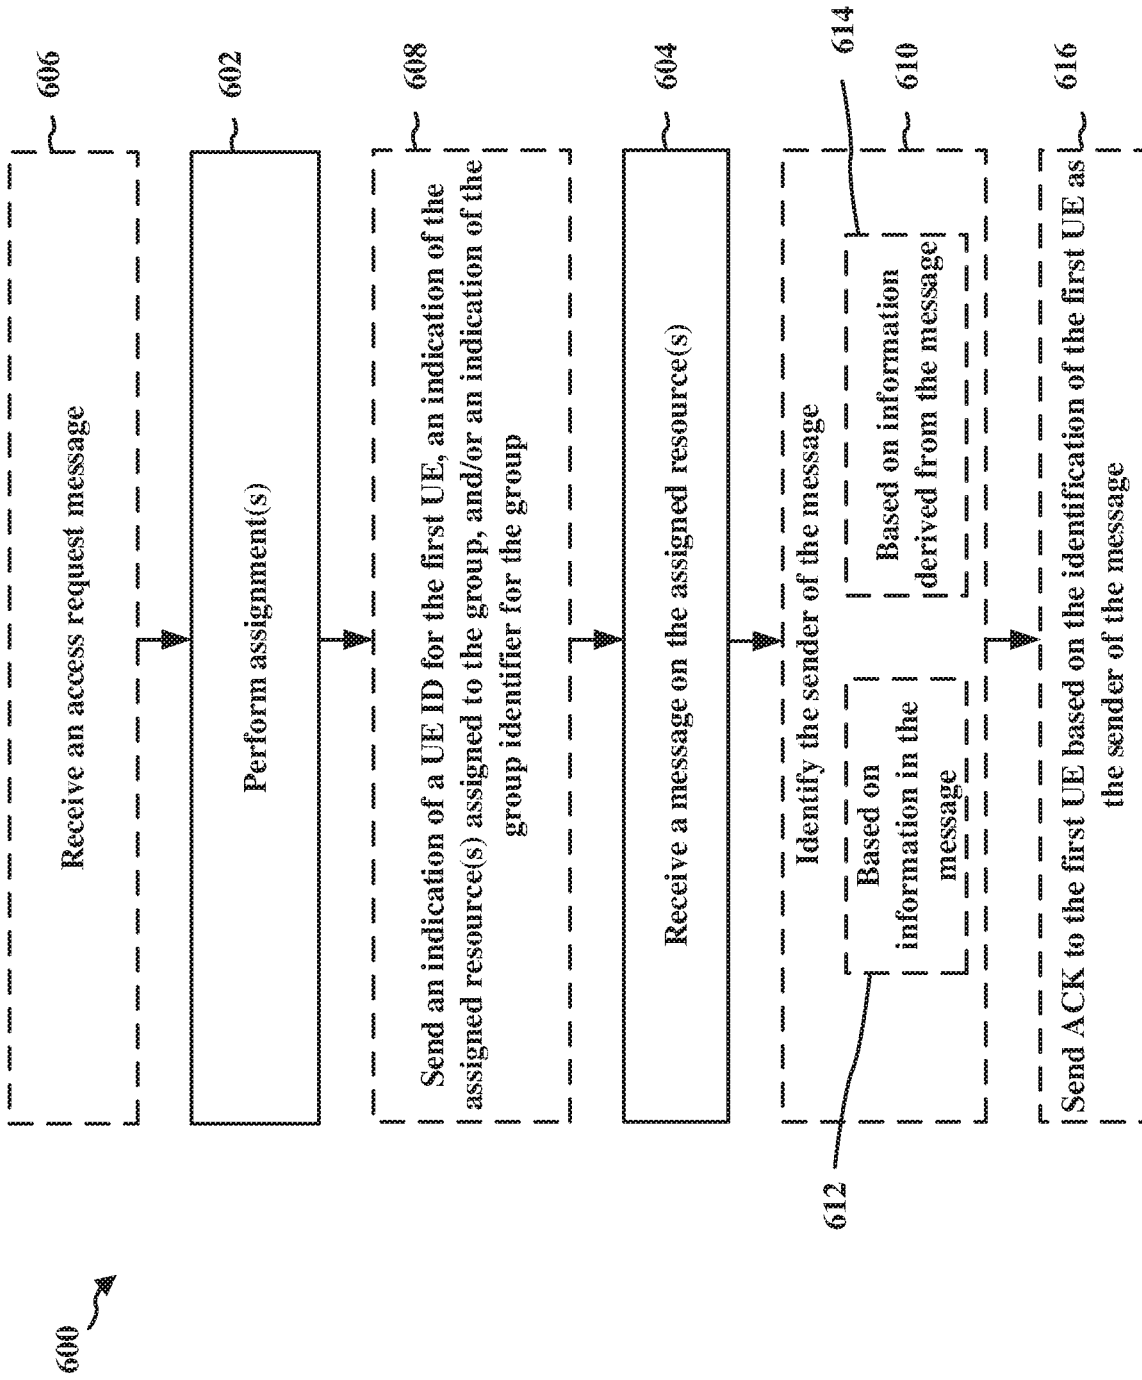 600
Receive an access request message
606
Perform assignment(s)
602
Send an indication of a UE ID for the first UE, an indication of the
assigned resource(s) assigned to the group, and/or an indication of the
group identifier for the group
608
Receive a message on the assigned resource(s)
604
Identify the sender of the message
610
Based on
information in the
message
612
Based on information
derived from the message
614
Send ACK to the first UE based on the identification of the first UE as
the sender of the message
616